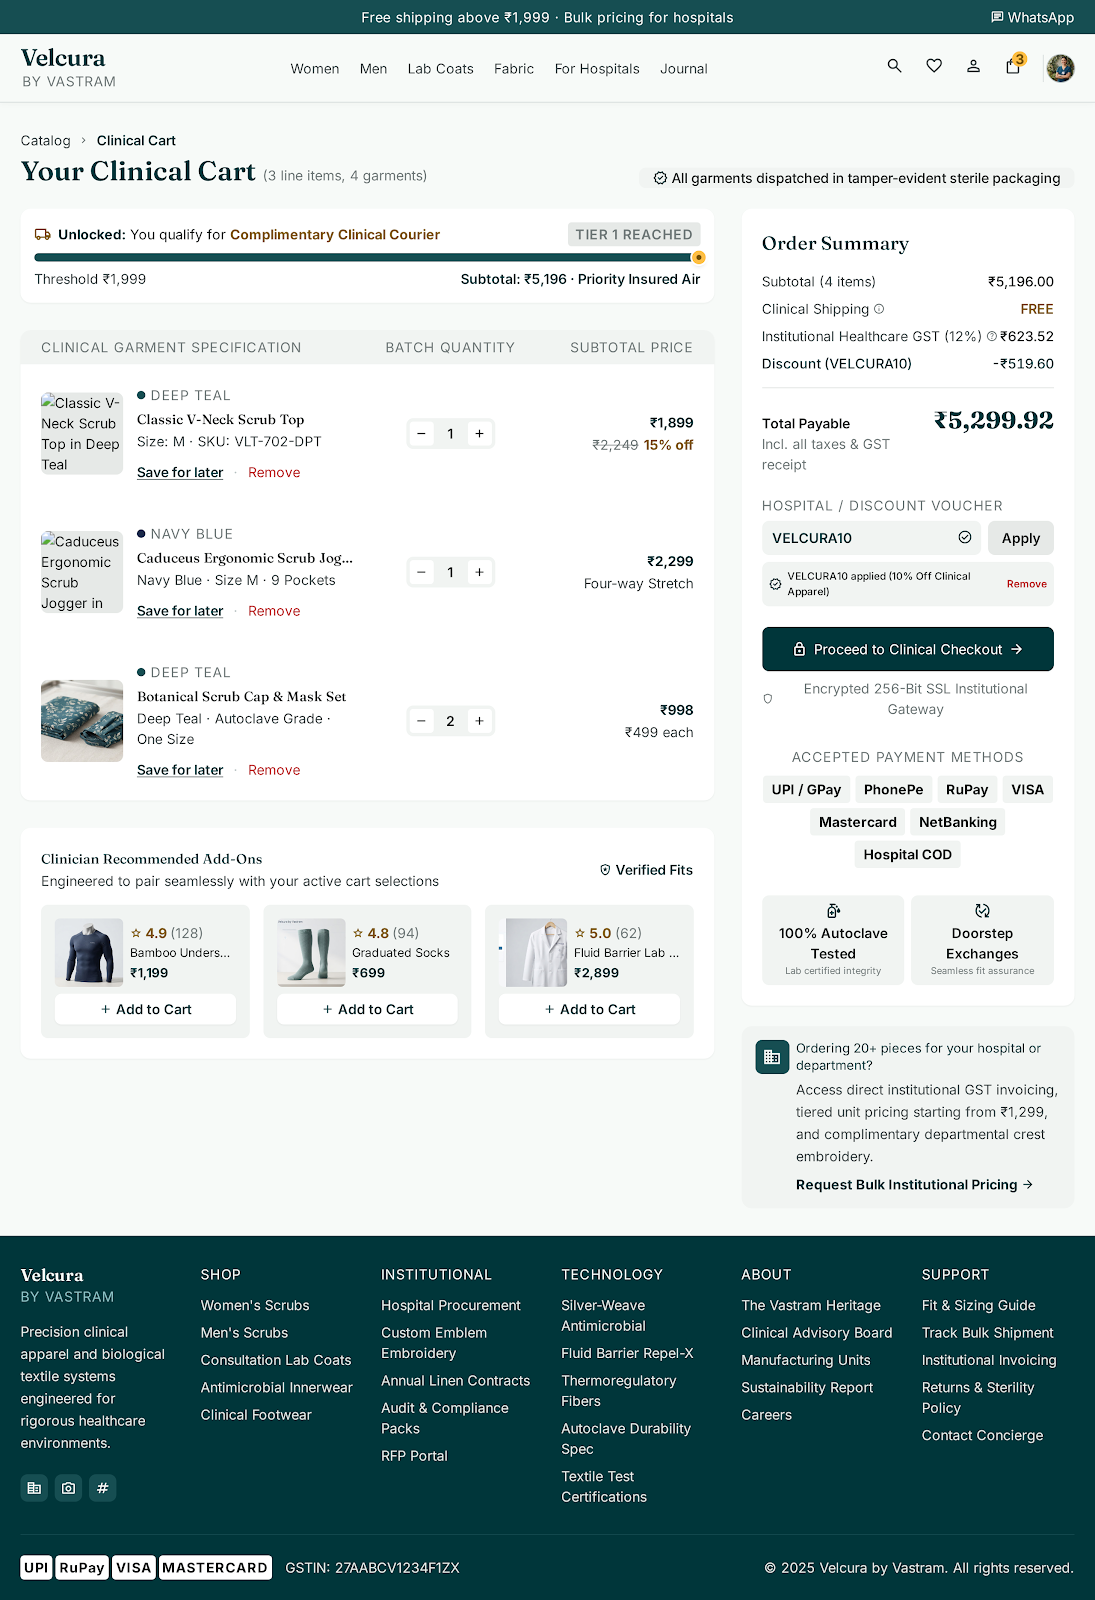 Free shipping above ₹1,999 · Bulk pricing for hospitals
WhatsApp
Velcura
BY VASTRAM
Women
Men
Lab Coats
Fabric
For Hospitals
Journal
3
Catalog › Clinical Cart
Your Clinical Cart (3 line items, 4 garments)
All garments dispatched in tamper-evident sterile packaging
Unlocked: You qualify for Complimentary Clinical Courier
TIER 1 REACHED
Threshold ₹1,999
Subtotal: ₹5,196 · Priority Insured Air
CLINICAL GARMENT SPECIFICATION
BATCH QUANTITY
SUBTOTAL PRICE
Classic V-
Neck Scrub
Top in Deep
Teal
DEEP TEAL
Classic V-Neck Scrub Top
Size: M · SKU: VLT-702-DPT
Save for later · Remove
− 1 +
₹1,899
₹2,249 15% off
Caduceus
Ergonomic
Scrub
Jogger in
NAVY BLUE
Caduceus Ergonomic Scrub Jog...
Navy Blue · Size M · 9 Pockets
Save for later · Remove
− 1 +
₹2,299
Four-way Stretch
DEEP TEAL
Botanical Scrub Cap & Mask Set
Deep Teal · Autoclave Grade ·
One Size
Save for later · Remove
− 2 +
₹998
₹499 each
Clinician Recommended Add-Ons
Engineered to pair seamlessly with your active cart selections
Verified Fits
4.9 (128)
Bamboo Unders...
₹1,199
+ Add to Cart
4.8 (94)
Graduated Socks
₹699
+ Add to Cart
5.0 (62)
Fluid Barrier Lab ...
₹2,899
+ Add to Cart
Order Summary
Subtotal (4 items) ₹5,196.00
Clinical Shipping FREE
Institutional Healthcare GST (12%) ₹623.52
Discount (VELCURA10) -₹519.60
Total Payable ₹5,299.92
Incl. all taxes & GST
receipt
HOSPITAL / DISCOUNT VOUCHER
VELCURA10
Apply
VELCURA10 applied (10% Off Clinical
Apparel)
Remove
Proceed to Clinical Checkout →
Encrypted 256-Bit SSL Institutional
Gateway
ACCEPTED PAYMENT METHODS
UPI / GPay
PhonePe
RuPay
VISA
Mastercard
NetBanking
Hospital COD
100% Autoclave
Tested
Lab certified integrity
Doorstep
Exchanges
Seamless fit assurance
Ordering 20+ pieces for your hospital or
department?
Access direct institutional GST invoicing,
tiered unit pricing starting from ₹1,299,
and complimentary departmental crest
embroidery.
Request Bulk Institutional Pricing →
Velcura
BY VASTRAM
Precision clinical
apparel and biological
textile systems
engineered for
rigorous healthcare
environments.
SHOP
Women's Scrubs
Men's Scrubs
Consultation Lab Coats
Antimicrobial Innerwear
Clinical Footwear
INSTITUTIONAL
Hospital Procurement
Custom Emblem
Embroidery
Annual Linen Contracts
Audit & Compliance
Packs
RFP Portal
TECHNOLOGY
Silver-Weave
Antimicrobial
Fluid Barrier Repel-X
Thermoregulatory
Fibers
Autoclave Durability
Spec
Textile Test
Certifications
ABOUT
The Vastram Heritage
Clinical Advisory Board
Manufacturing Units
Sustainability Report
Careers
SUPPORT
Fit & Sizing Guide
Track Bulk Shipment
Institutional Invoicing
Returns & Sterility
Policy
Contact Concierge
UPI
RuPay
VISA
MASTERCARD
GSTIN: 27AABCV1234F1ZX
© 2025 Velcura by Vastram. All rights reserved.